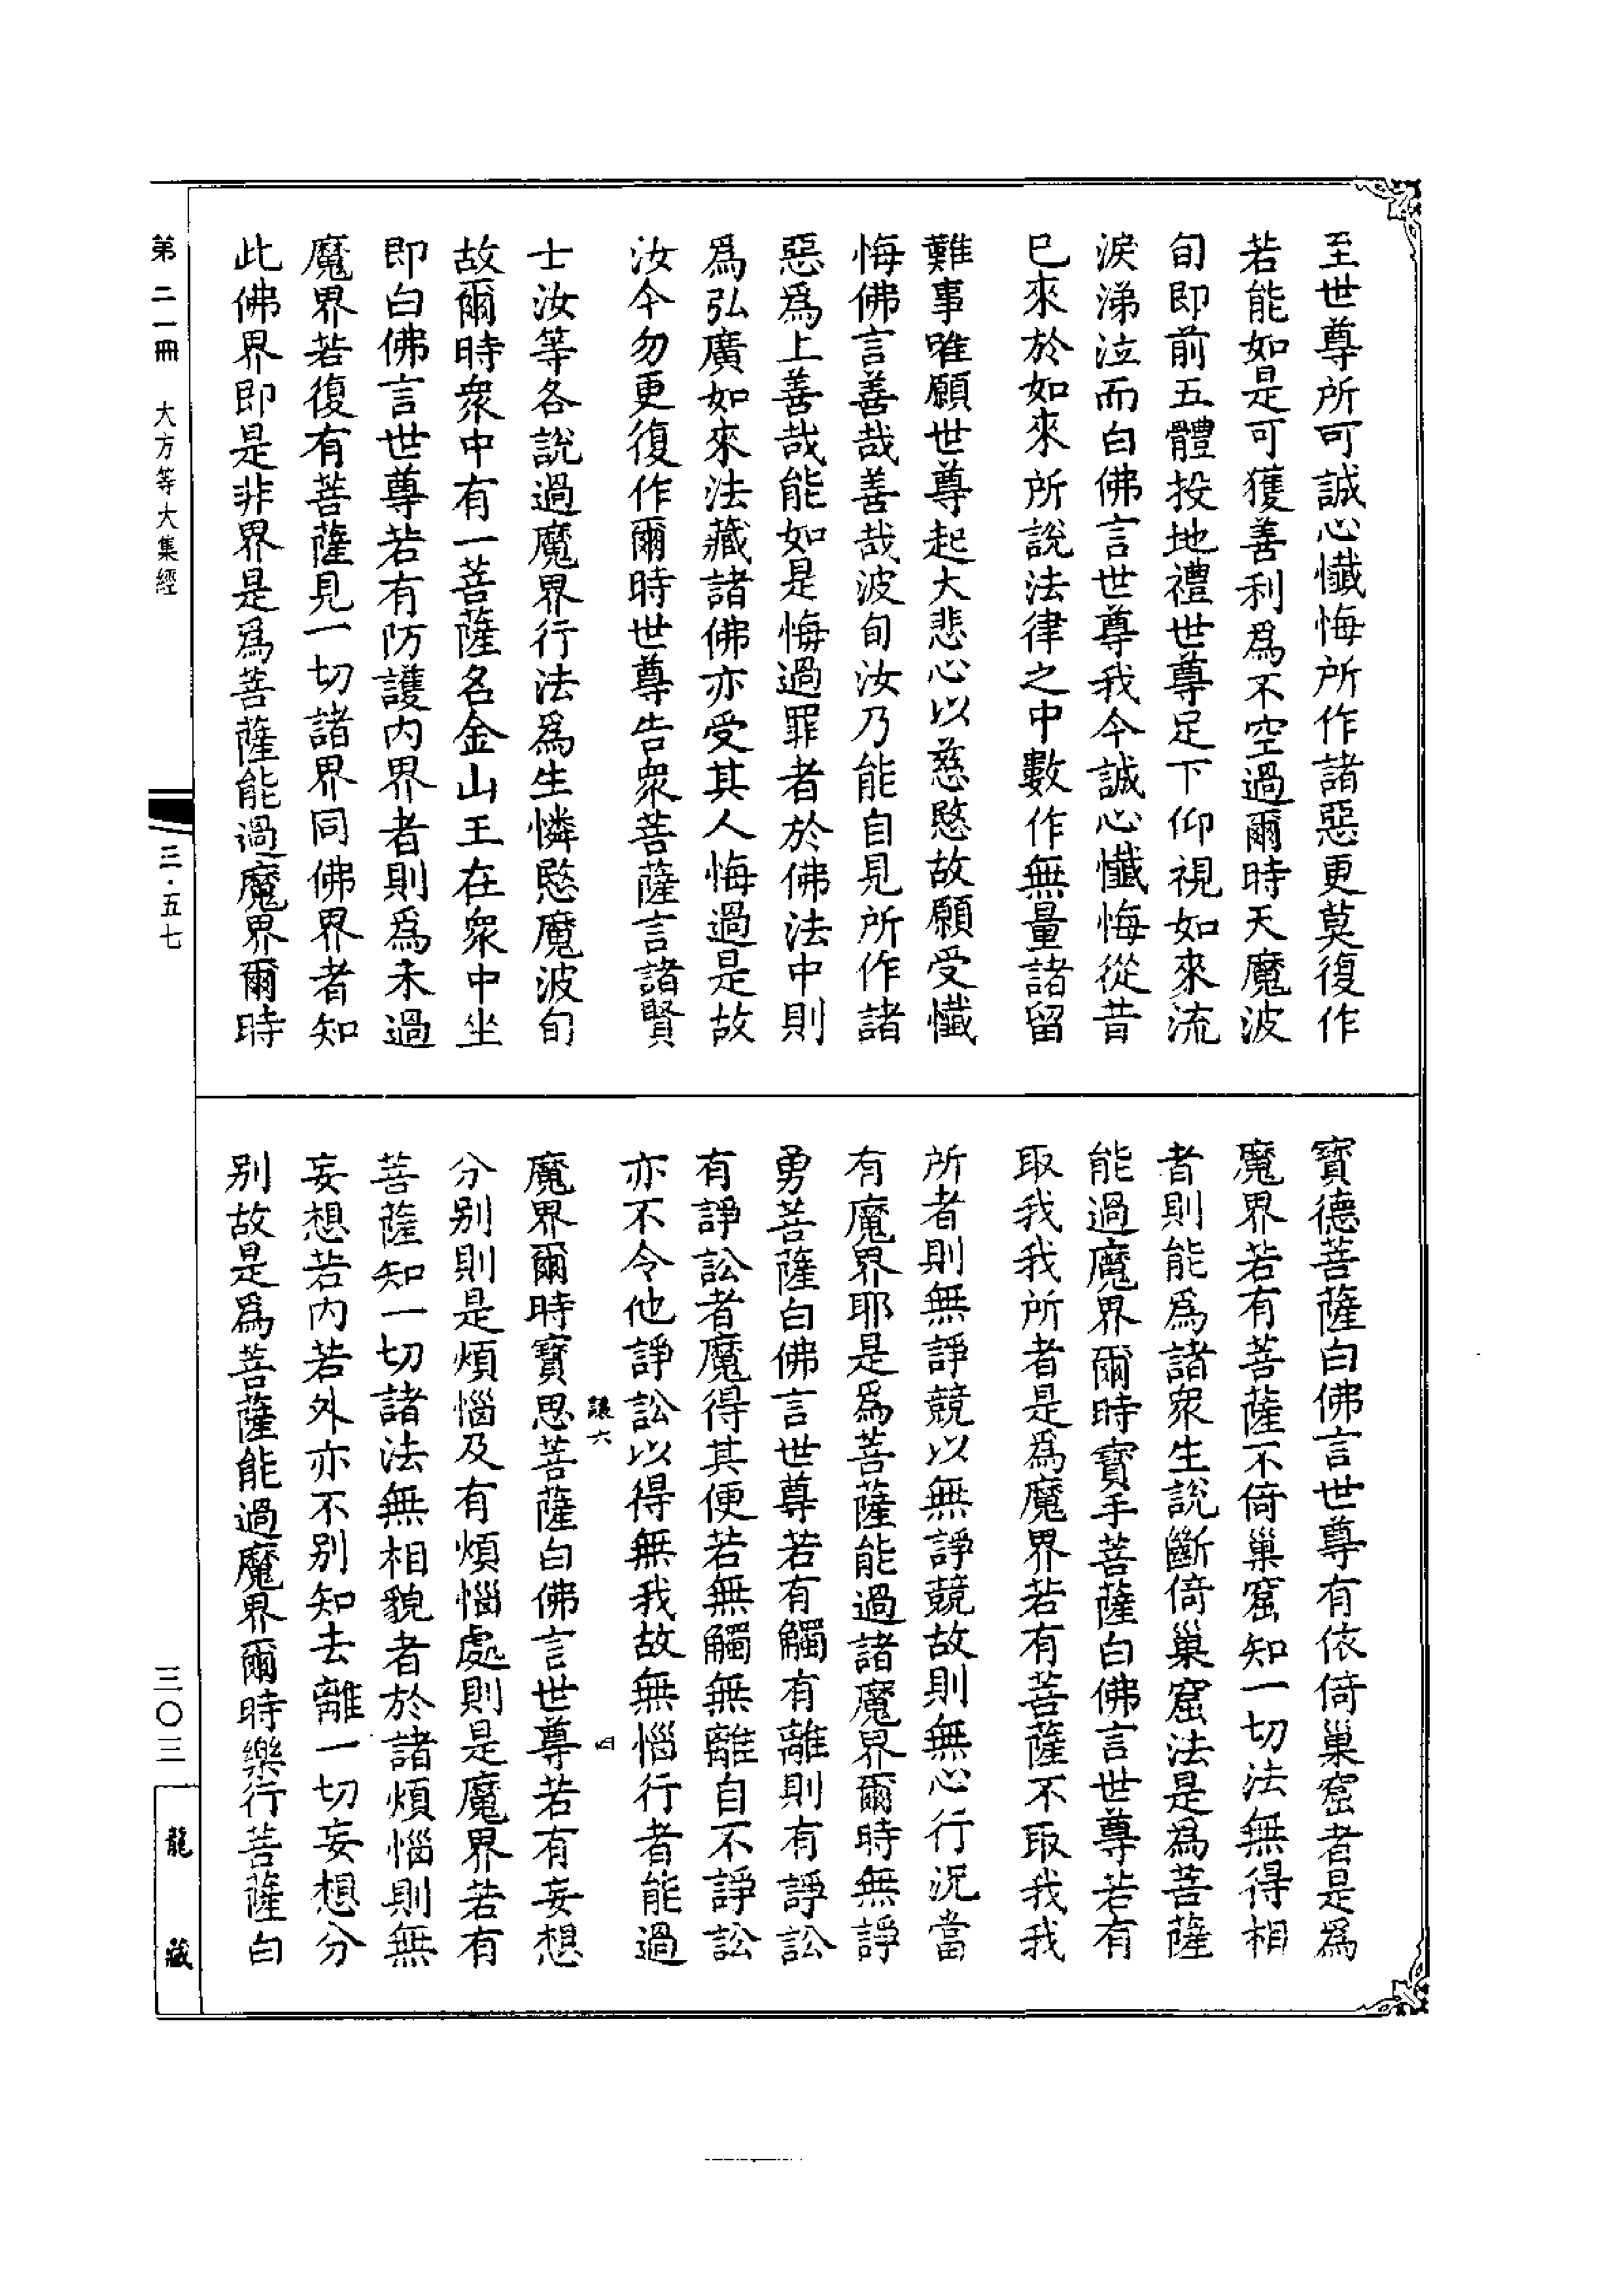 至世尊所可誠心懺悔所作諸惡更莫復作
若能如是可獲善利爲不空過爾時天魔波
旬即前五體投地禮世尊足下仰視如來流
淚涕泣而白佛言世尊我今誠心懺悔從昔
已來於如來所說法律之中數作無量諸留
難事唯願世尊起大悲心以慈愍故願受懺
悔佛言善哉善哉波旬汝乃能自見所作諸
惡爲上善哉能如是悔過罪者於佛法中則
爲弘廣如來法藏諸佛亦受其人悔過是故
汝今勿更復作爾時世尊告衆菩薩言諸賢
士汝等各說過魔界行法爲生憐愍魔波旬
故爾時衆中有一菩薩名金山王在衆中坐
即白佛言世尊若有防護內界者則爲未過
魔界若復有菩薩見一切諸界同佛界者知
此佛界即是非界是爲菩薩能過魔界爾時
寶德菩薩白佛言世尊有依倚巢窟者是爲
魔界若有菩薩不倚巢窟知一切法無得相
者則能爲諸衆生說斷倚巢窟法是爲菩薩
能過魔界爾時寶手菩薩白佛言世尊若有
取我我所者是爲魔界若有菩薩不取我我
所者則無諍競以無諍競故則無心行況當
有魔界耶是爲菩薩能過諸魔界爾時無諍
勇菩薩白佛言世尊若有觸有離則有諍訟
有諍訟者魔得其便若無觸無離自不諍訟
亦不令他諍訟以得無我故無惱行者能過
讓六
四
魔界爾時寶思菩薩白佛言世尊若有妄想
分別則是煩惱及有煩惱處則是魔界若有
菩薩知一切諸法無相貌者於諸煩惱則無
妄想若內若外亦不別知去離一切妄想分
別故是爲菩薩能過魔界爾時樂行菩薩白
第二一冊 大方等大集經
三·五七
三〇三
龍藏